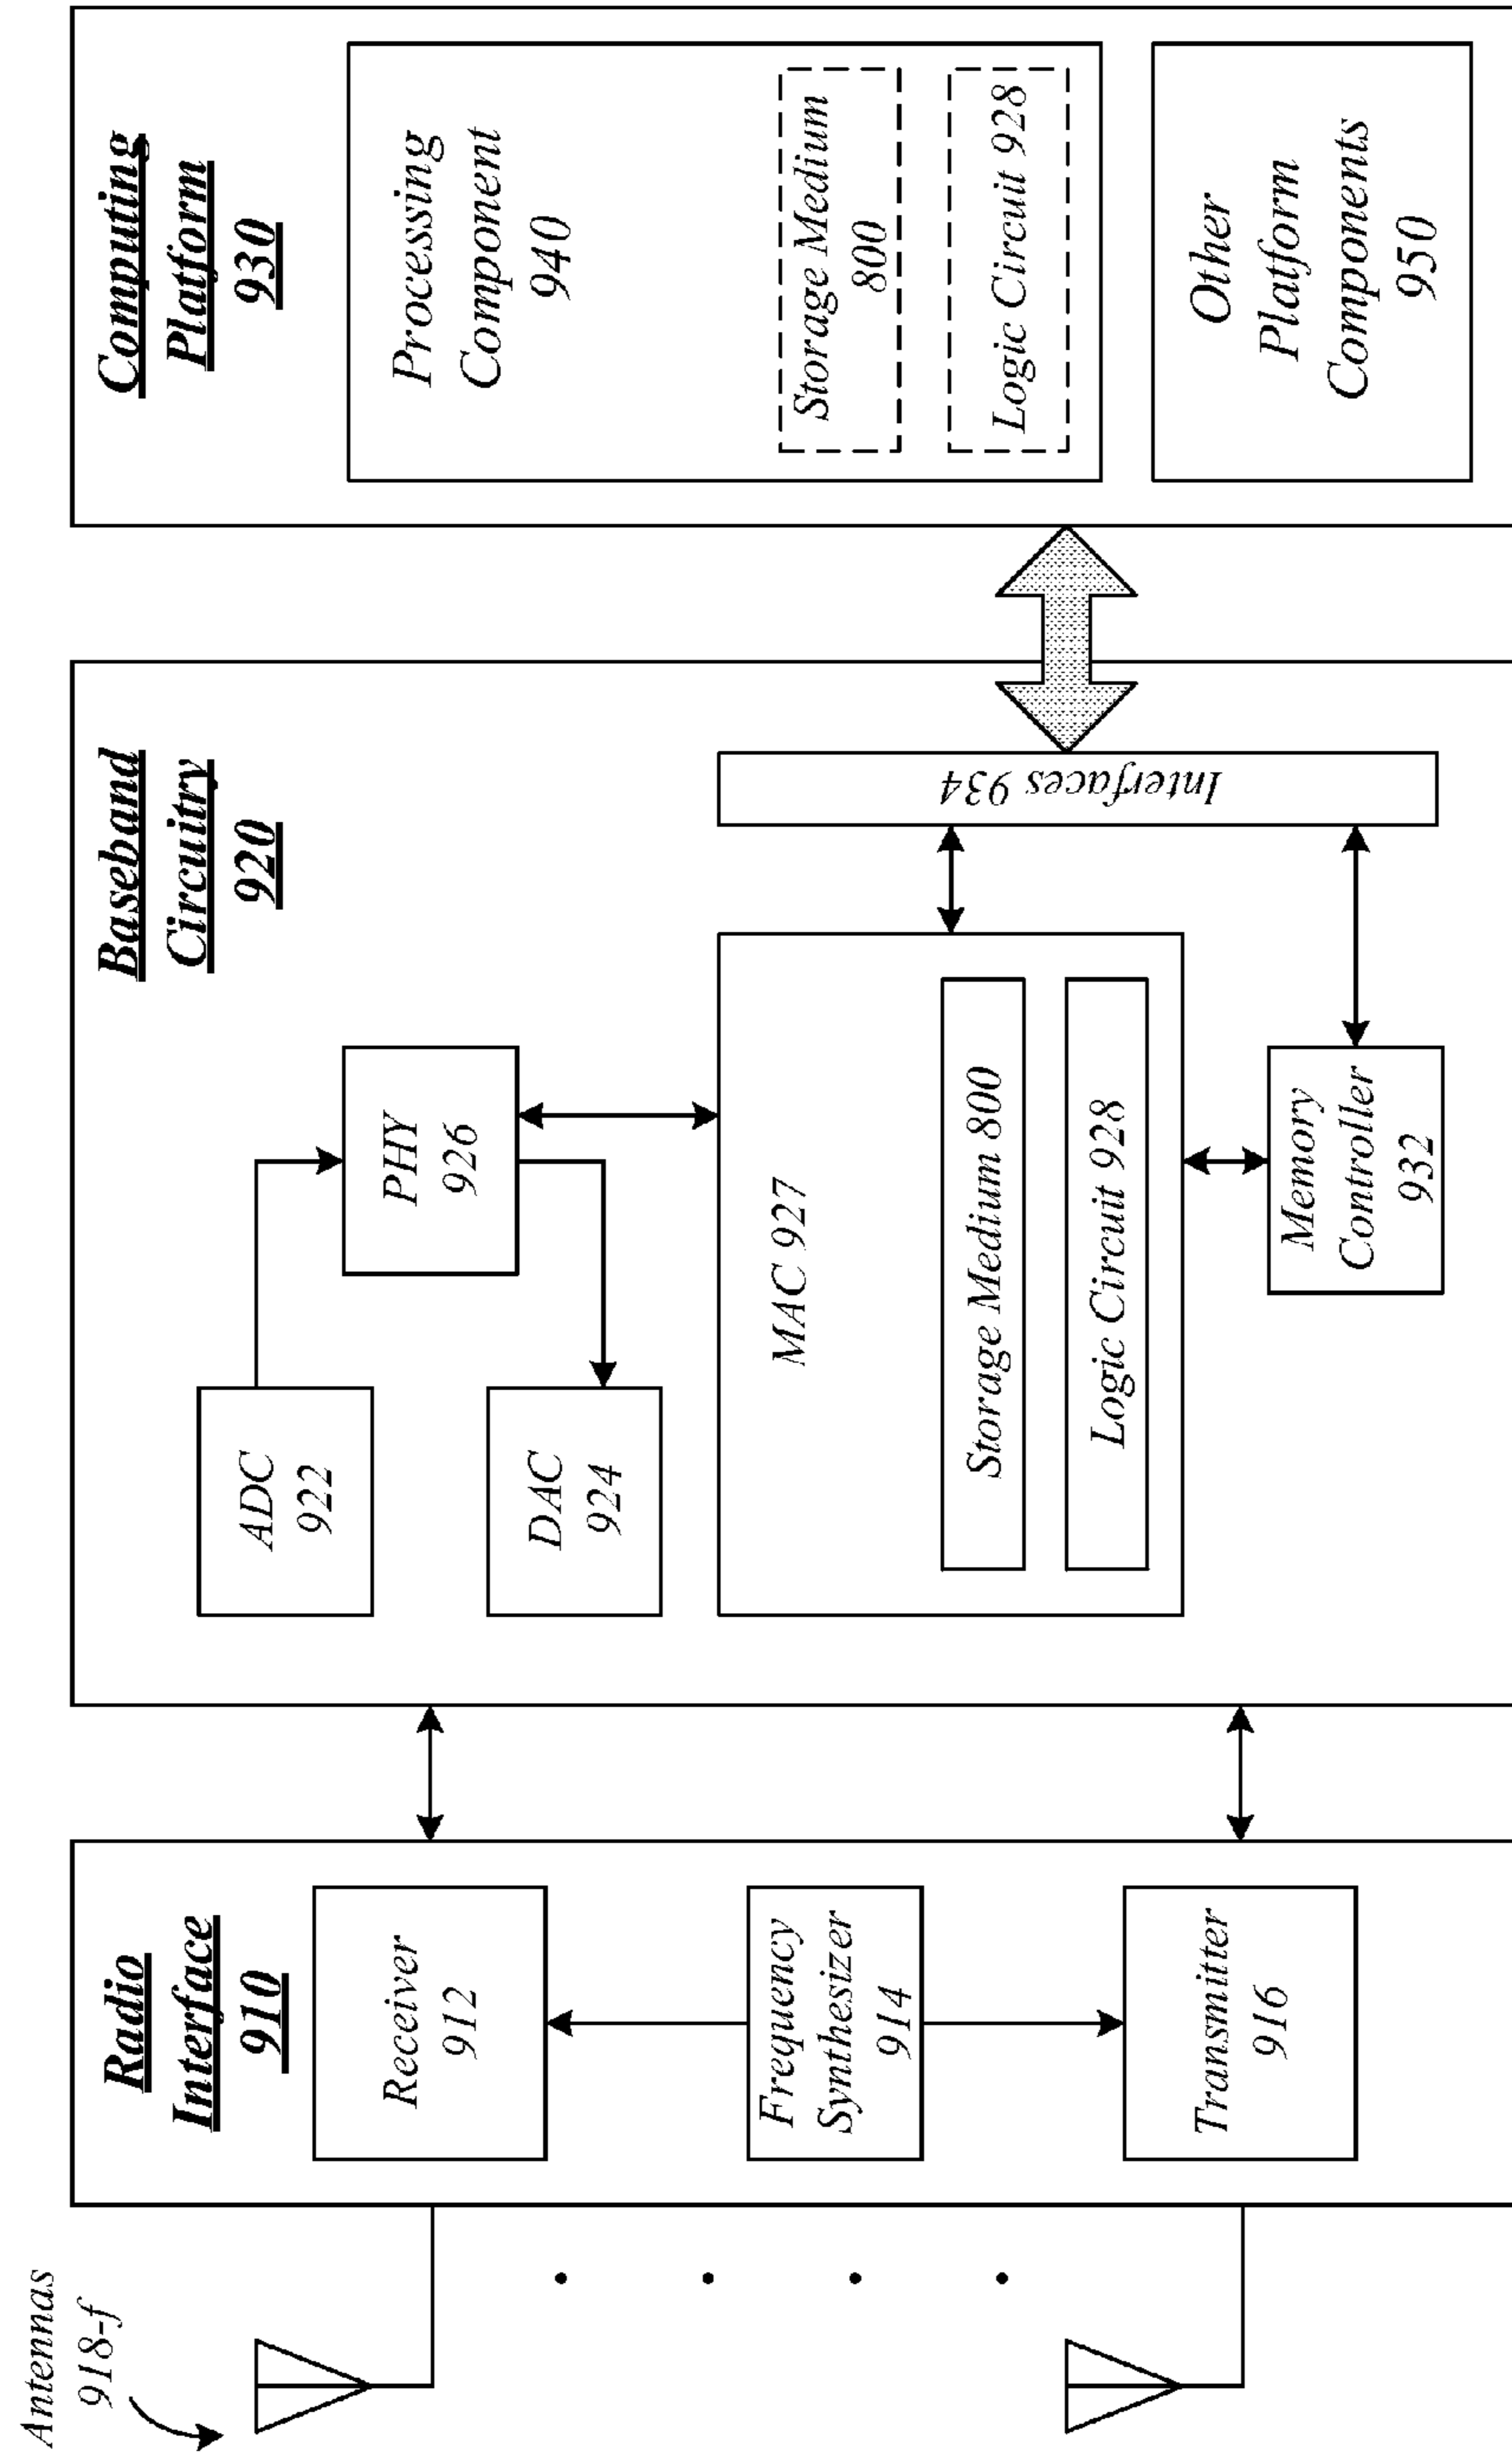 Antennas
918-f
Radio
Interface
910
Receiver
912
Frequency
Synthesizer
914
Transmitter
916
Baseband
Circuitry
920
ADC
922
DAC
924
PHY
926
MAC 927
Storage Medium 800
Logic Circuit 928
Memory
Controller
932
Interfaces 934
Computing
Platform
930
Processing
Component
940
Storage Medium
800
Logic Circuit 928
Other
Platform
Components
950